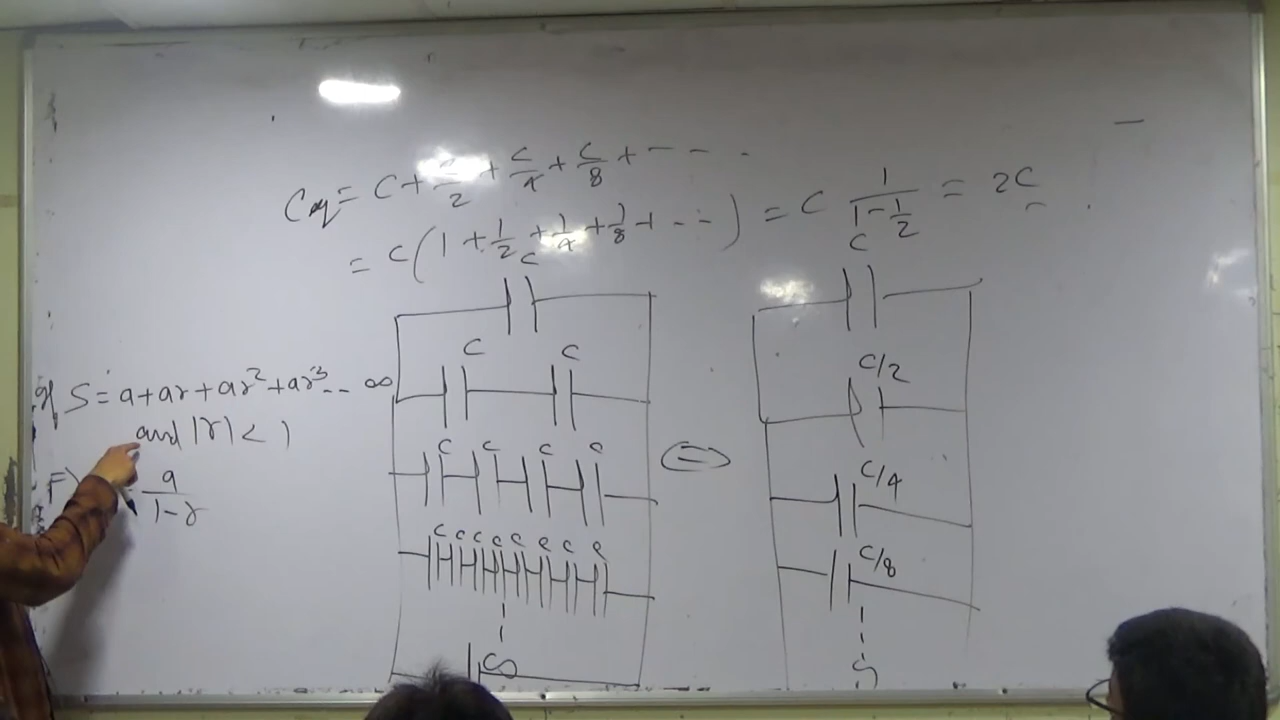 Ceq = C + C/2 + C/4 + C/8 + - - -
= C(1 + 1/2 + 1/4 + 1/8 + - - -) = C 1/(1 - 1/2) = 2C
If S = a + ar + ar² + ar³ - - ∞
and |r| < 1
a/(1-r)
C
C C
C C C C
C C C C C C C C
∞
⇔
C
C/2
C/4
C/8